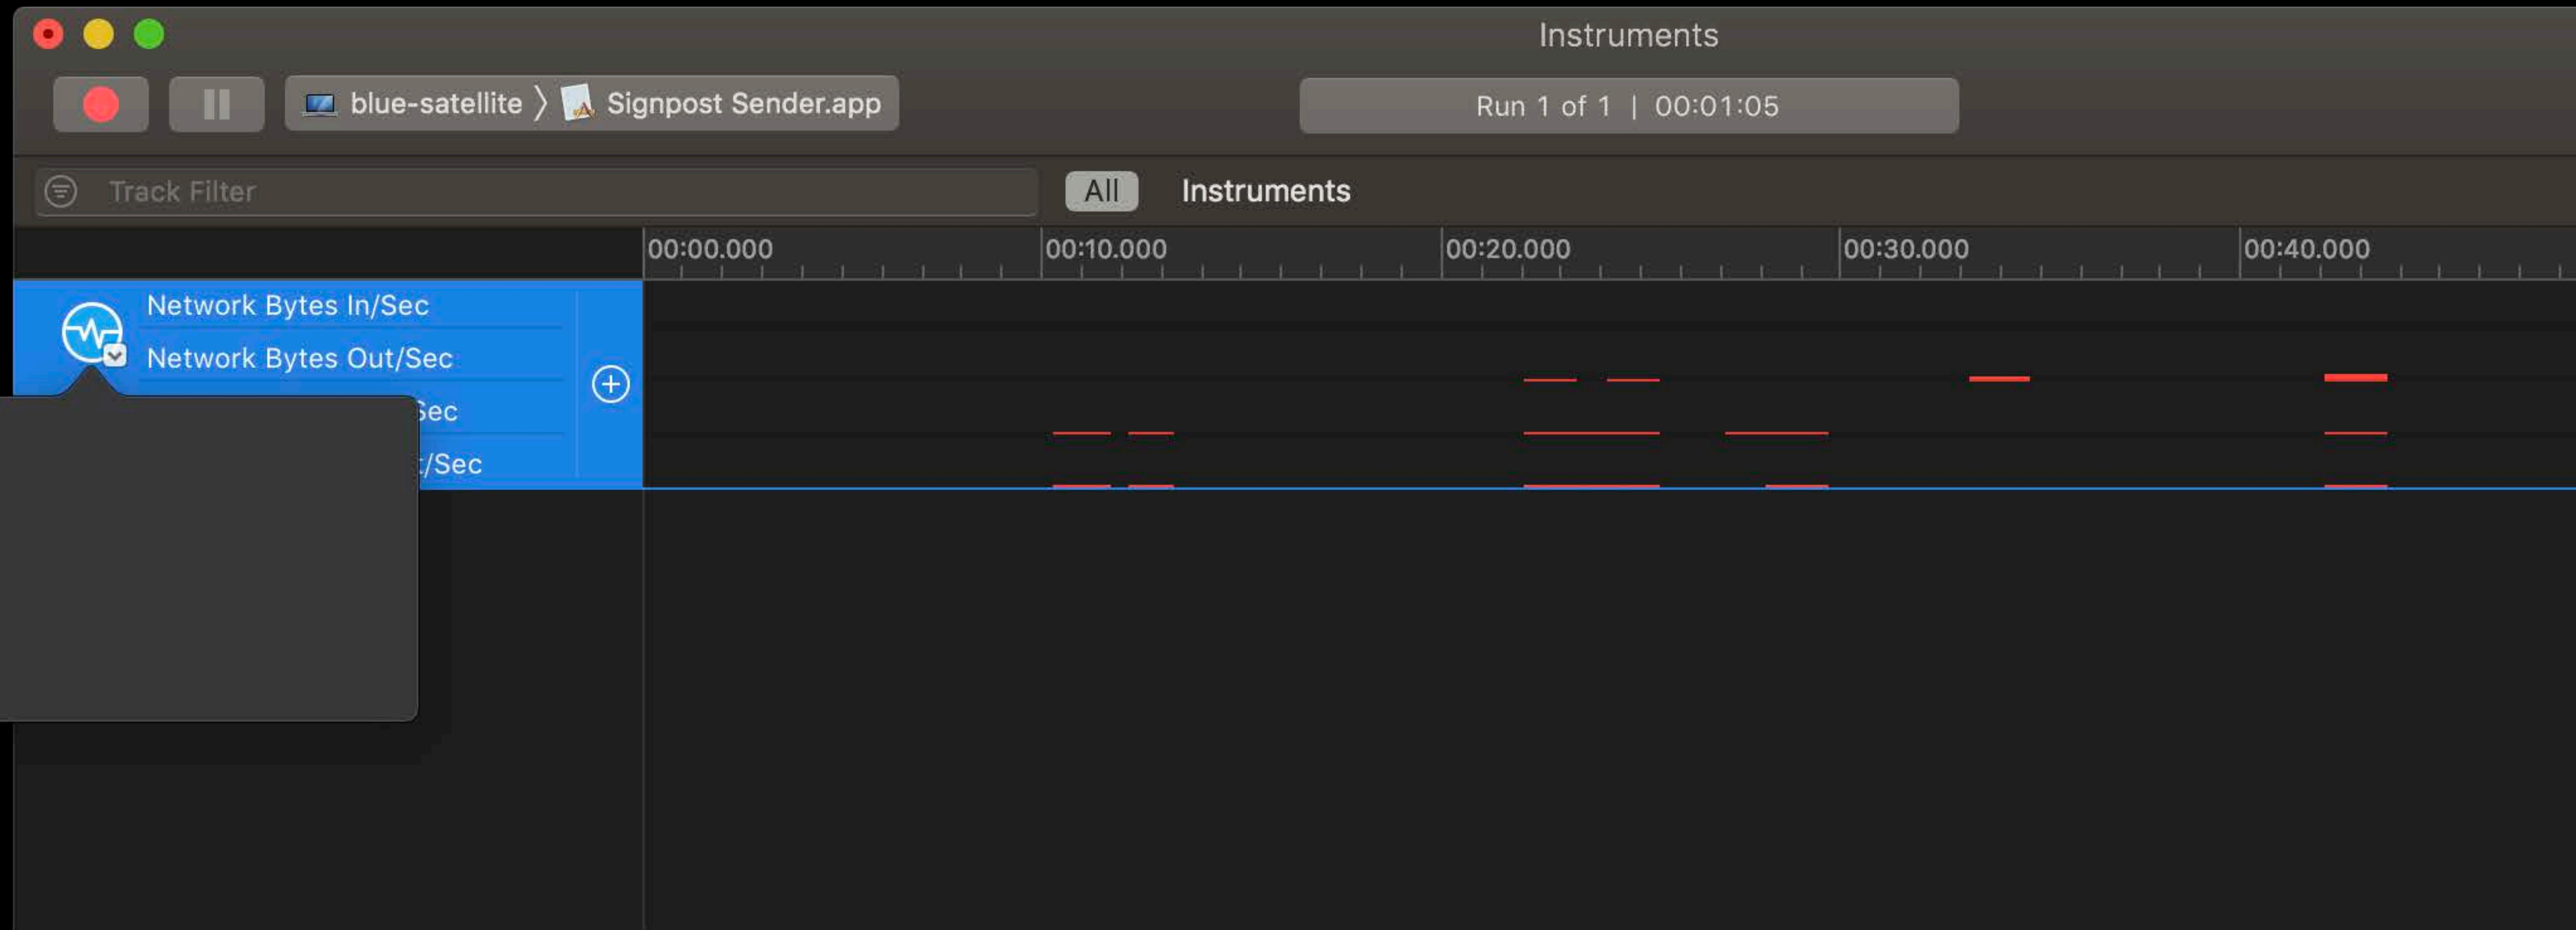 Instruments
blue-satellite 〉 Signpost Sender.app
Run 1 of 1 | 00:01:05
Track Filter
All Instruments
00:00.000 00:10.000 00:20.000 00:30.000 00:40.000
Network Bytes In/Sec
Network Bytes Out/Sec
/Sec